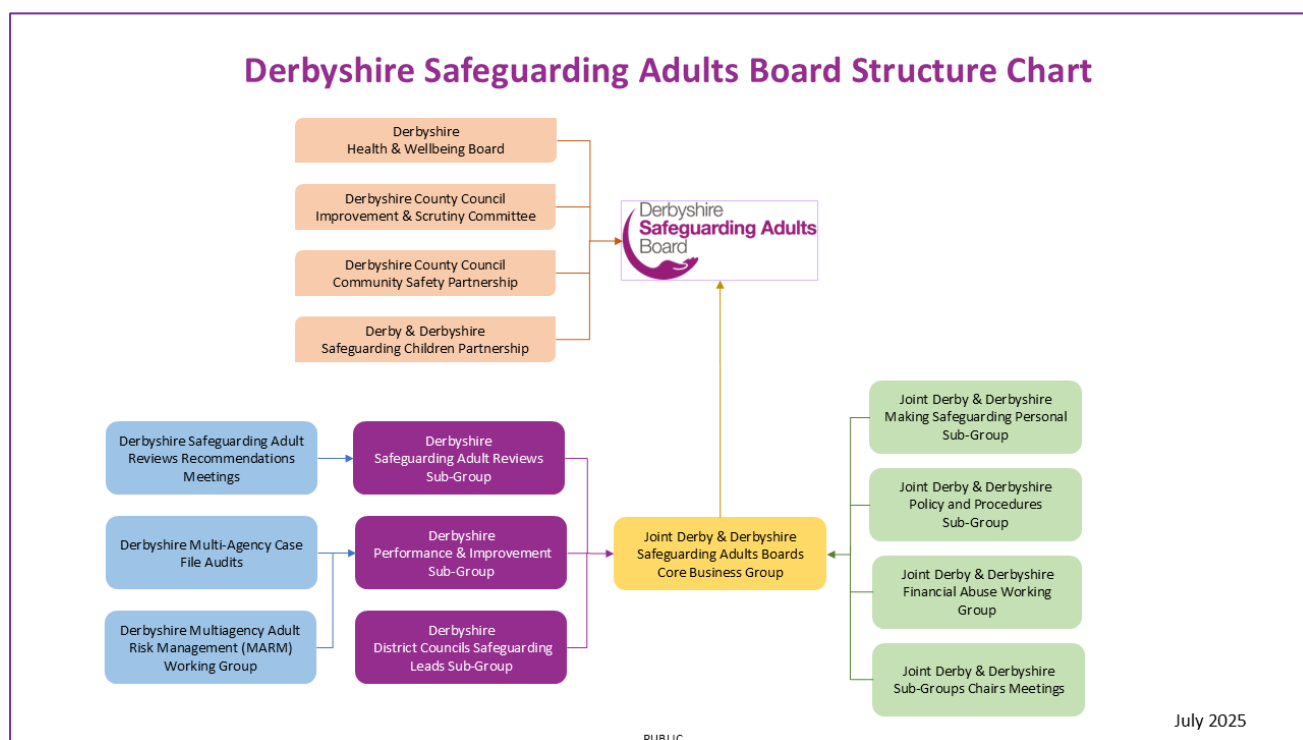 Derbyshire Safeguarding Adults Board Structure Chart
Derbyshire
Health & Wellbeing Board
Derbyshire County Council
Improvement & Scrutiny Committee
Derbyshire County Council
Community Safety Partnership
Derby & Derbyshire
Safeguarding Children Partnership
Derbyshire
Safeguarding Adults
Board
Derbyshire Safeguarding Adult
Reviews Recommendations
Meetings
Derbyshire Multi-Agency Case
File Audits
Derbyshire Multiagency Adult
Risk Management (MARM)
Working Group
Derbyshire
Safeguarding Adult Reviews
Sub-Group
Derbyshire
Performance & Improvement
Sub-Group
Derbyshire
District Councils Safeguarding
Leads Sub-Group
Joint Derby & Derbyshire
Safeguarding Adults Boards
Core Business Group
Joint Derby & Derbyshire
Making Safeguarding Personal
Sub-Group
Joint Derby & Derbyshire
Policy and Procedures
Sub-Group
Joint Derby & Derbyshire
Financial Abuse Working
Group
Joint Derby & Derbyshire
Sub-Groups Chairs Meetings
July 2025
PUBLIC